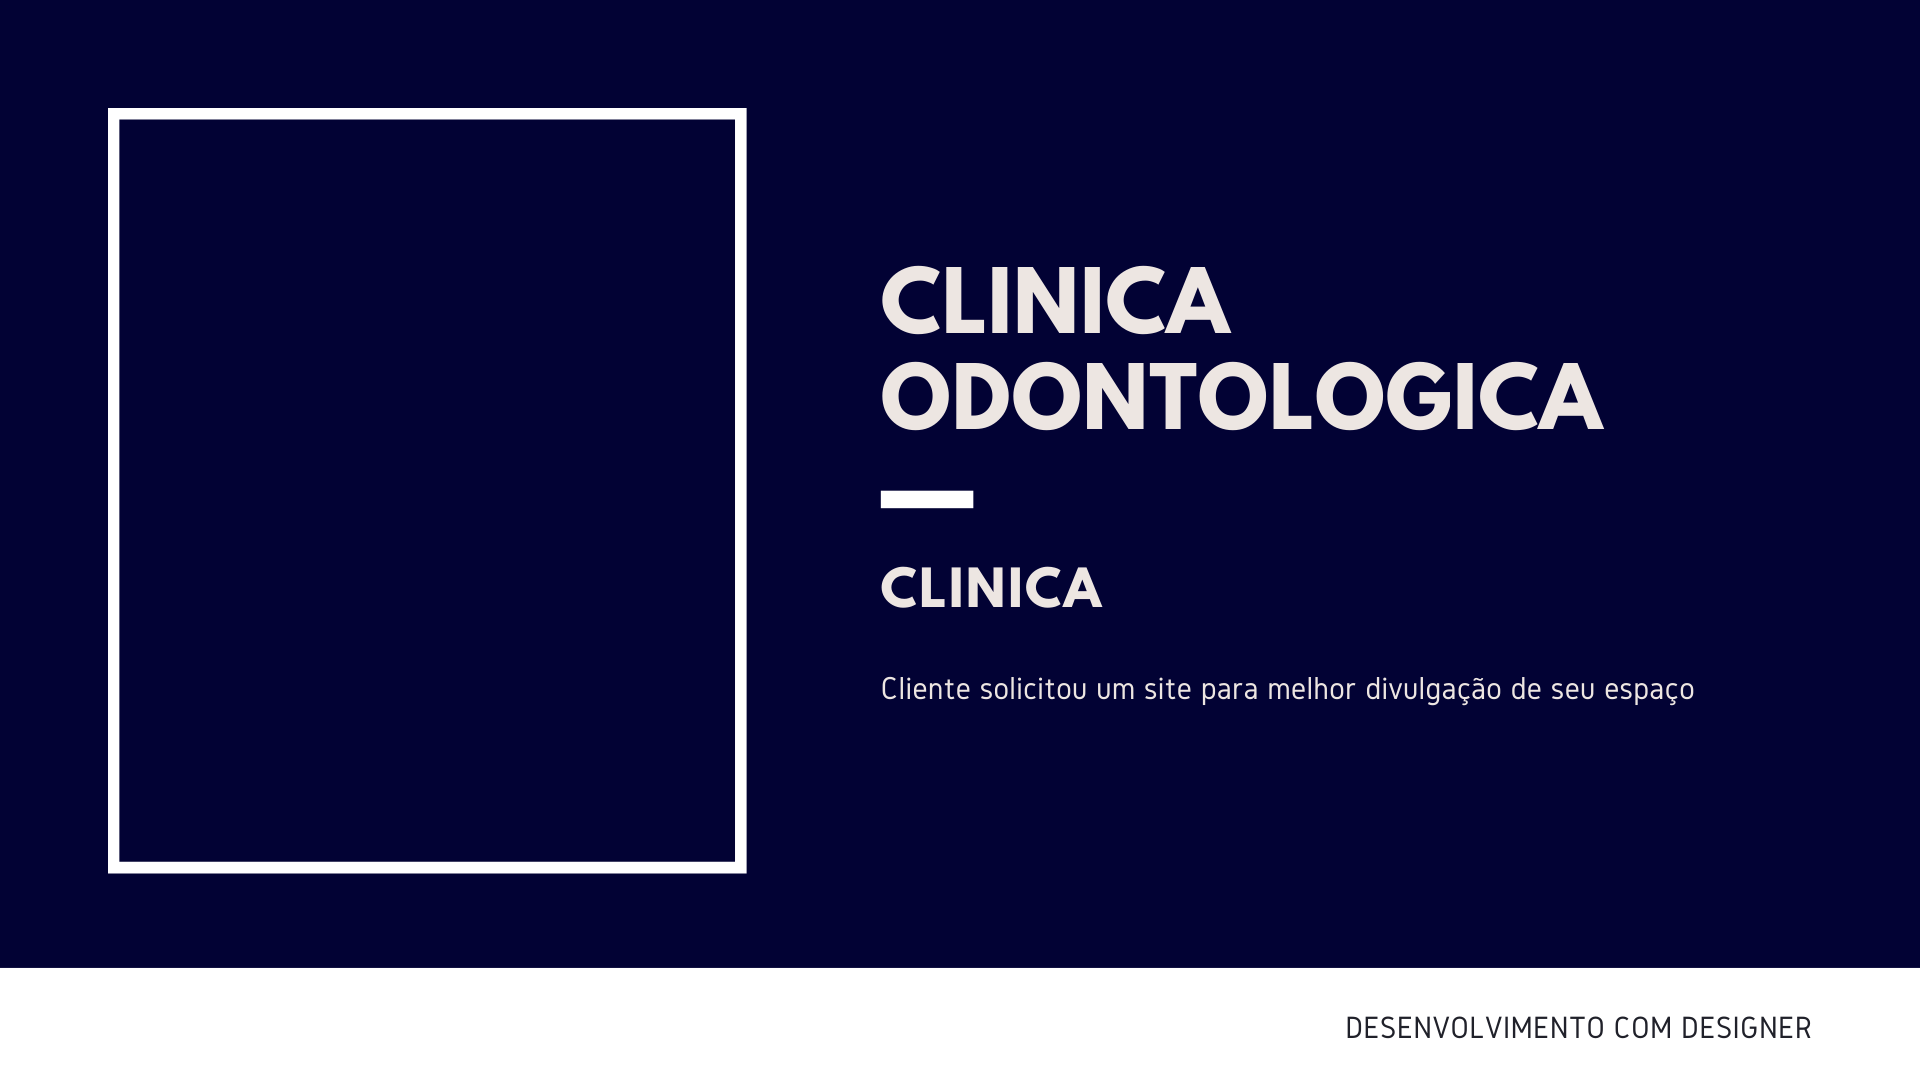 CLINICA
ODONTOLOGICA
CLINICA
Cliente solicitou um site para melhor divulgação de seu espaço
DESENVOLVIMENTO COM DESIGNER